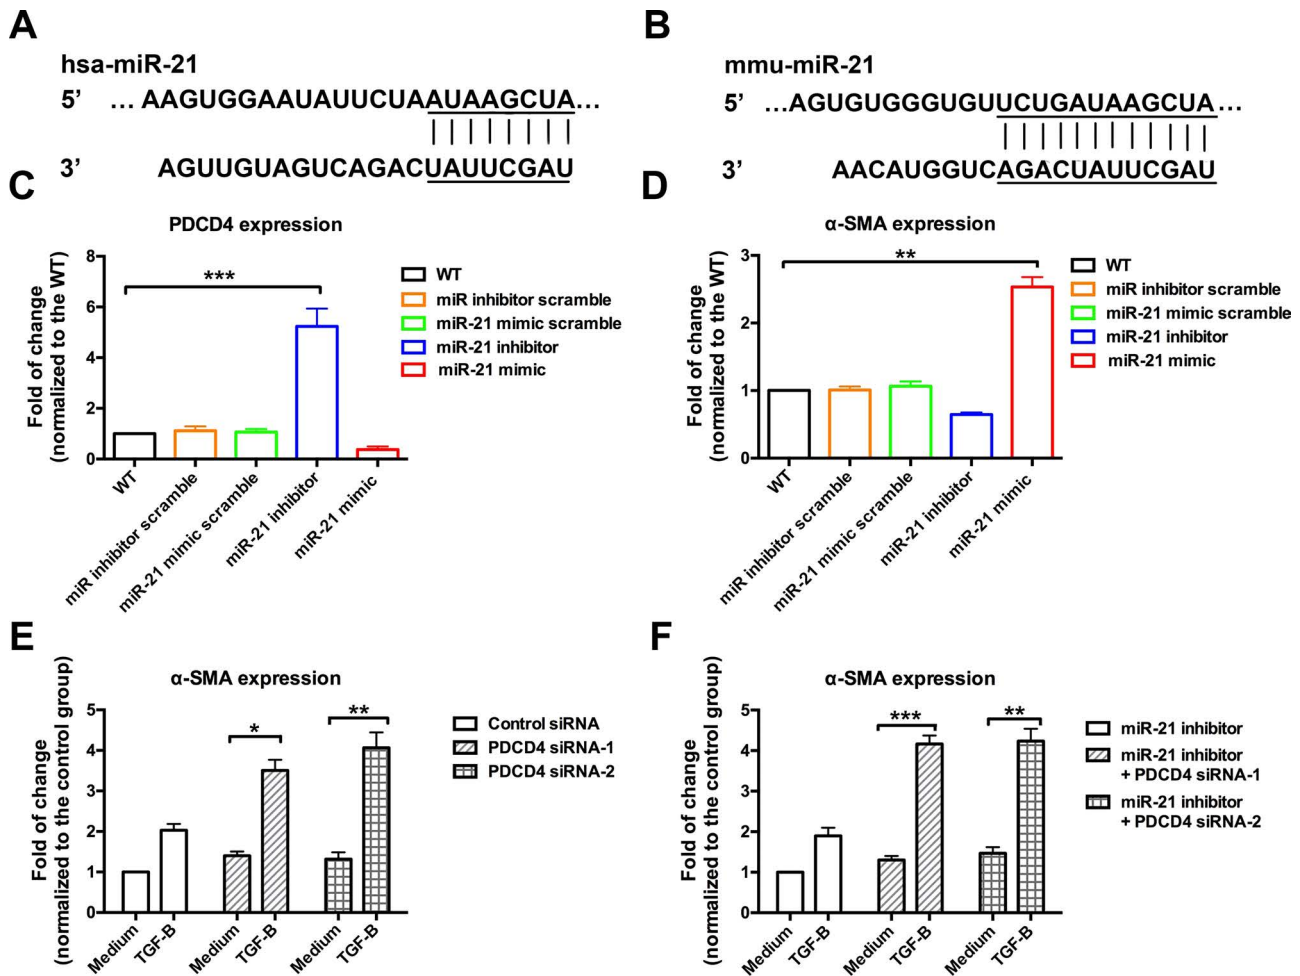 A
hsa-miR-21
5’ ... AAGUGGAAUAUUCUAAUAAGCUA...
3’ AGUUGUAGUCAGACUAUUCGAU
B
mmu-miR-21
5’ ...AGUGUGGGUGUUCUGAUAAGCUA...
3’ AACAUGGUCAGACUAUUCGAU
C
PDCD4 expression
Fold of change
(normalized to the WT)
8
6
4
2
0
***
WT
miR inhibitor scramble
miR-21 mimic scramble
miR-21 inhibitor
miR-21 mimic
WT
miR inhibitor scramble
miR-21 mimic scramble
miR-21 inhibitor
miR-21 mimic
D
α-SMA expression
Fold of change
(normalized to the WT)
3
2
1
0
**
WT
miR inhibitor scramble
miR-21 mimic scramble
miR-21 inhibitor
miR-21 mimic
WT
miR inhibitor scramble
miR-21 mimic scramble
miR-21 inhibitor
miR-21 mimic
E
α-SMA expression
Fold of change
(normalized to the control group)
5
4
3
2
1
0
*
**
Medium
TGF-B
Medium
TGF-B
Medium
TGF-B
Control siRNA
PDCD4 siRNA-1
PDCD4 siRNA-2
F
α-SMA expression
Fold of change
(normalized to the control group)
5
4
3
2
1
0
***
**
Medium
TGF-B
Medium
TGF-B
Medium
TGF-B
miR-21 inhibitor
miR-21 inhibitor
+ PDCD4 siRNA-1
miR-21 inhibitor
+ PDCD4 siRNA-2